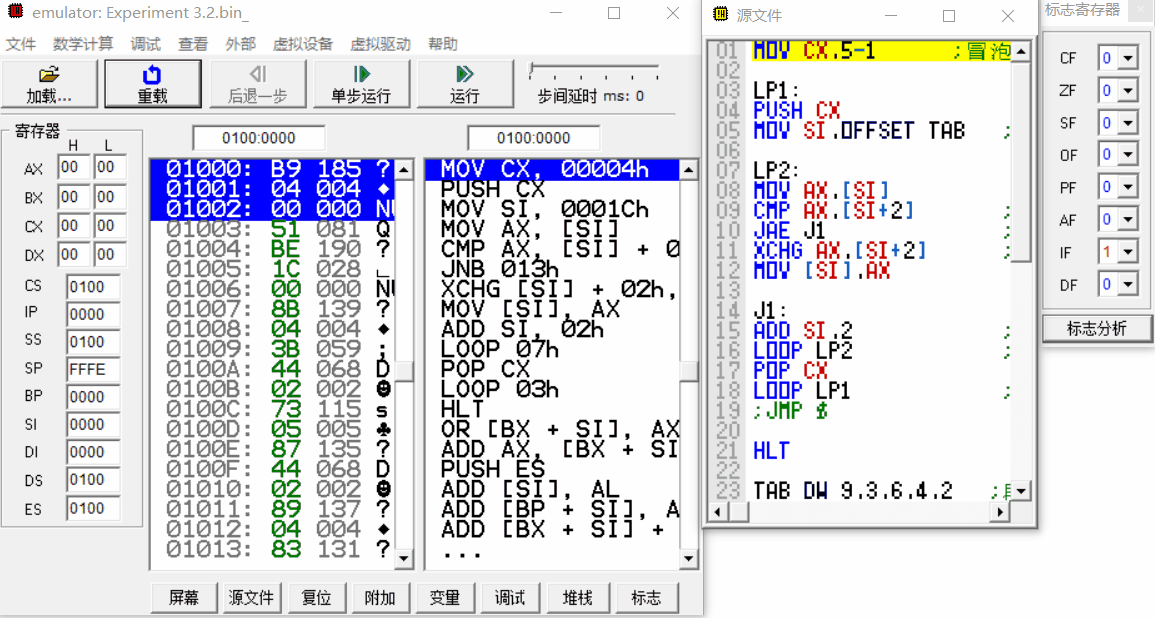 emulator: Experiment 3.2.bin_
文件 数学计算 调试 查看 外部 虚拟设备 虚拟驱动 帮助
加载... 重载 后退一步 单步运行 运行 步间延时 ms: 0
寄存器
H L
AX 00 00
BX 00 00
CX 00 00
DX 00 00
CS 0100
IP 0000
SS 0100
SP FFFE
BP 0000
SI 0000
DI 0000
DS 0100
ES 0100
0100:0000
01000: B9 185 ?
01001: 04 004 ♦
01002: 00 000 NU
01003: 51 081 Q
01004: BE 190 ?
01005: 1C 028 ∟
01006: 00 000 NU
01007: 8B 139 ?
01008: 04 004 ♦
01009: 3B 059 ;
0100A: 44 068 D
0100B: 02 002 ☻
0100C: 73 115 s
0100D: 05 005 ♣
0100E: 87 135 ?
0100F: 44 068 D
01010: 02 002 ☻
01011: 89 137 ?
01012: 04 004 ♦
01013: 83 131 ?
0100:0000
MOV CX, 00004h
PUSH CX
MOV SI, 0001Ch
MOV AX, [SI]
CMP AX, [SI] + 0
JNB 013h
XCHG [SI] + 02h,
MOV [SI], AX
ADD SI, 02h
LOOP 07h
POP CX
LOOP 03h
HLT
OR [BX + SI], AX
ADD AX, [BX + SI
PUSH ES
ADD [SI], AL
ADD [BP + SI], A
ADD [BX + SI] +
...
屏幕 源文件 复位 附加 变量 调试 堆栈 标志
源文件
01 MOV CX,5-1 ;冒泡
02
03 LP1:
04 PUSH CX
05 MOV SI,OFFSET TAB ;
06
07 LP2:
08 MOV AX,[SI]
09 CMP AX,[SI+2] ;
10 JAE J1 ;
11 XCHG AX,[SI+2] ;
12 MOV [SI],AX
13
14 J1:
15 ADD SI,2 ;
16 LOOP LP2 ;
17 POP CX
18 LOOP LP1 ;
19 ;JMP $
20
21 HLT
22
23 TAB DW 9,3,6,4,2 ;
标志寄存器
CF 0
ZF 0
SF 0
OF 0
PF 0
AF 0
IF 1
DF 0
标志分析